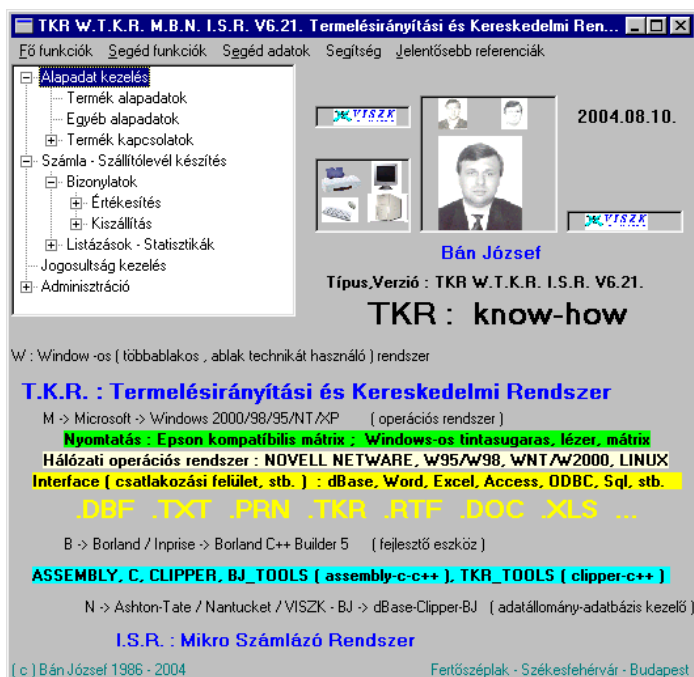 TKR W.T.K.R. M.B.N. I.S.R. V6.21. Termelésirányítási és Kereskedelmi Ren...
Fő funkciók Segéd funkciók Segéd adatok Segítség Jelentősebb referenciák
Alapadat kezelés
Termék alapadatok
Egyéb alapadatok
Termék kapcsolatok
Számla - Szállítólevél készítés
Bizonylatok
Értékesítés
Kiszállítás
Listázások - Statisztikák
Jogosultság kezelés
Adminisztráció
VISZK
2004.08.10.
VISZK
Bán József
Típus,Verzió : TKR W.T.K.R. I.S.R. V6.21.
TKR : know-how
W : Window -os ( többablakos , ablak technikát használó ) rendszer
T.K.R. : Termelésirányítási és Kereskedelmi Rendszer
M -> Microsoft -> Windows 2000/98/95/NT/XP ( operációs rendszer )
Nyomtatás : Epson kompatíbilis mátrix ; Windows-os tintasugaras, lézer, mátrix
Hálózati operációs rendszer : NOVELL NETWARE, W95/W98, WNT/W2000, LINUX
Interface ( csatlakozási felület, stb. ) : dBase, Word, Excel, Access, ODBC, Sql, stb.
.DBF .TXT .PRN .TKR .RTF .DOC .XLS ...
B -> Borland / Inprise -> Borland C++ Builder 5 ( fejlesztő eszköz )
ASSEMBLY, C, CLIPPER, BJ_TOOLS ( assembly-c-c++ ), TKR_TOOLS ( clipper-c++ )
N -> Ashton-Tate / Nantucket / VISZK - BJ -> dBase-Clipper-BJ ( adatállomány-adatbázis kezelő )
I.S.R. : Mikro Számlázó Rendszer
( c ) Bán József 1986 - 2004 Fertőszéplak - Székesfehérvár - Budapest